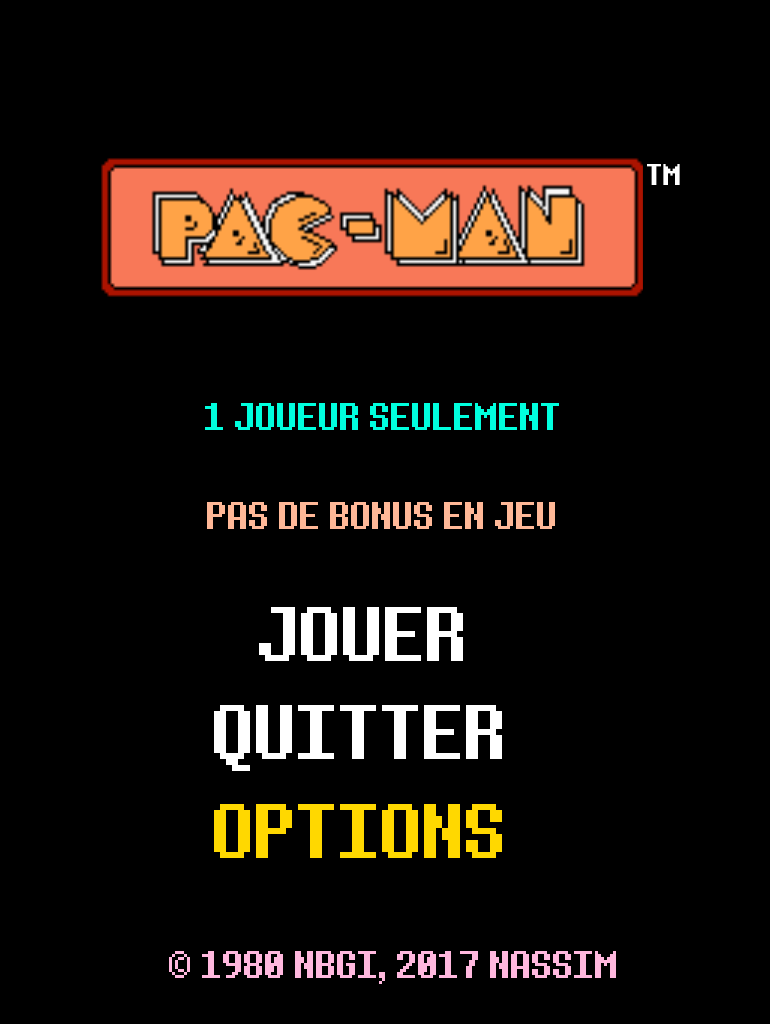 PAC-MAN TM
1 JOUEUR SEULEMENT
PAS DE BONUS EN JEU
JOUER
QUITTER
OPTIONS
© 1980 NBGI, 2017 NASSIM